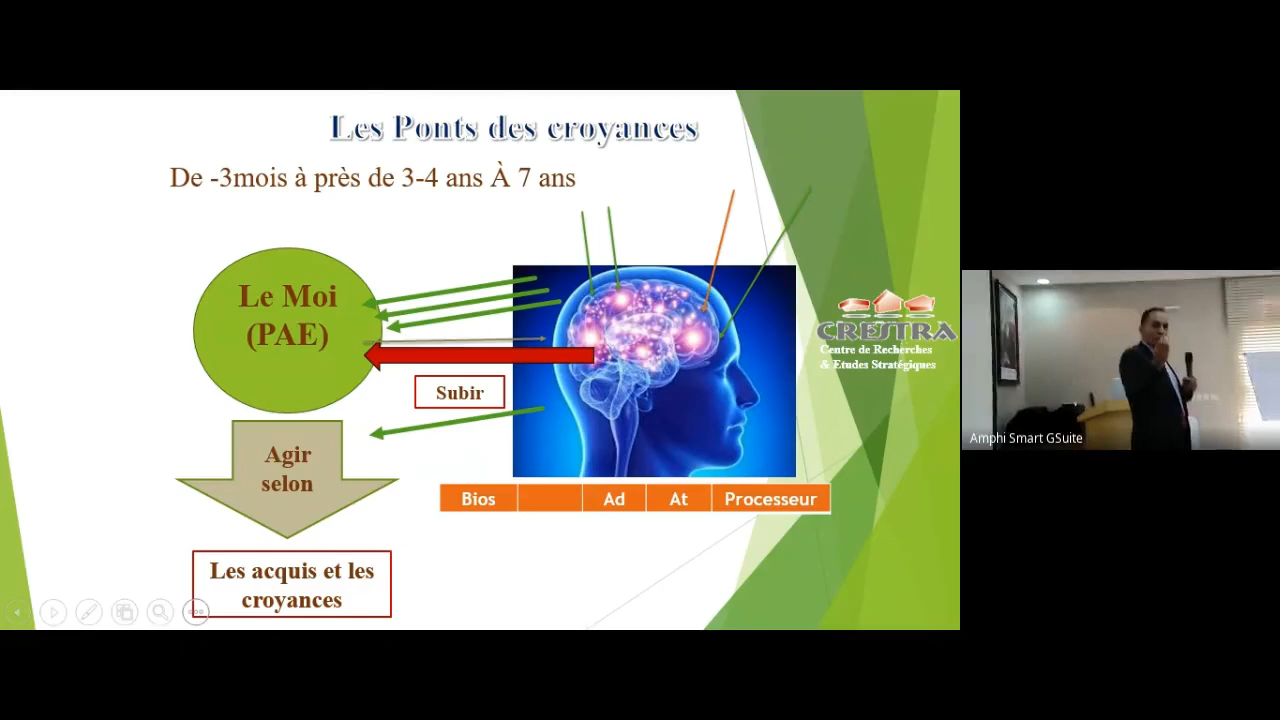 Les Ponts des croyances
De -3mois à près de 3-4 ans À 7 ans
Le Moi
(PAE)
Subir
Agir
selon
Les acquis et les
croyances
Bios Ad At Processeur
CRESTRA
Centre de Recherches
& Etudes Stratégiques
Amphi Smart GSuite